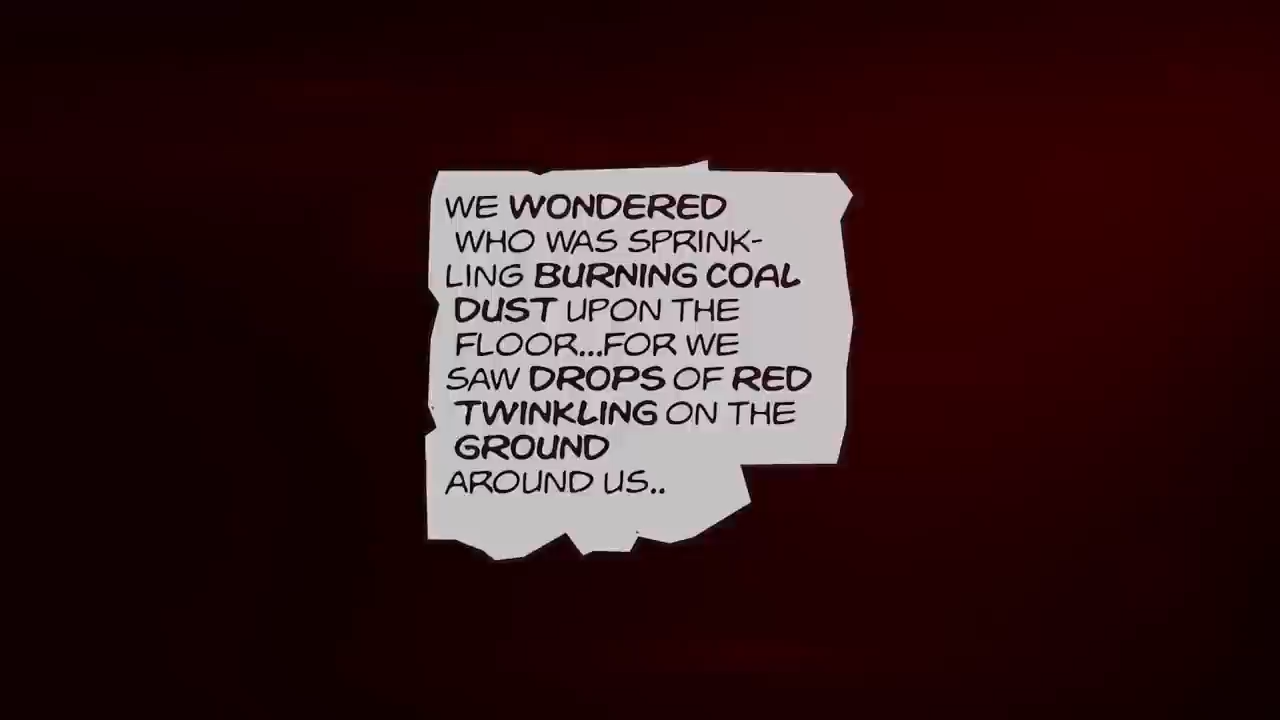 WE WONDERED
WHO WAS SPRINK-
LING BURNING COAL
DUST UPON THE
FLOOR...FOR WE
SAW DROPS OF RED
TWINKLING ON THE
GROUND
AROUND US..